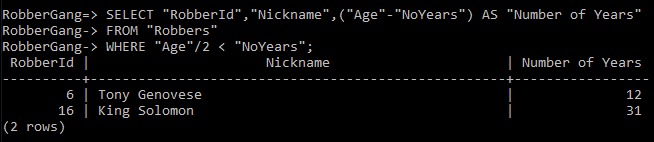 RobberGang=> SELECT "RobberId","Nickname",("Age"-"NoYears") AS "Number of Years"
RobberGang-> FROM "Robbers"
RobberGang-> WHERE "Age"/2 < "NoYears";
 RobberId |                      Nickname                      | Number of Years
----------+----------------------------------------------------+-----------------
        6 | Tony Genovese                                      |              12
       16 | King Solomon                                       |              31
(2 rows)